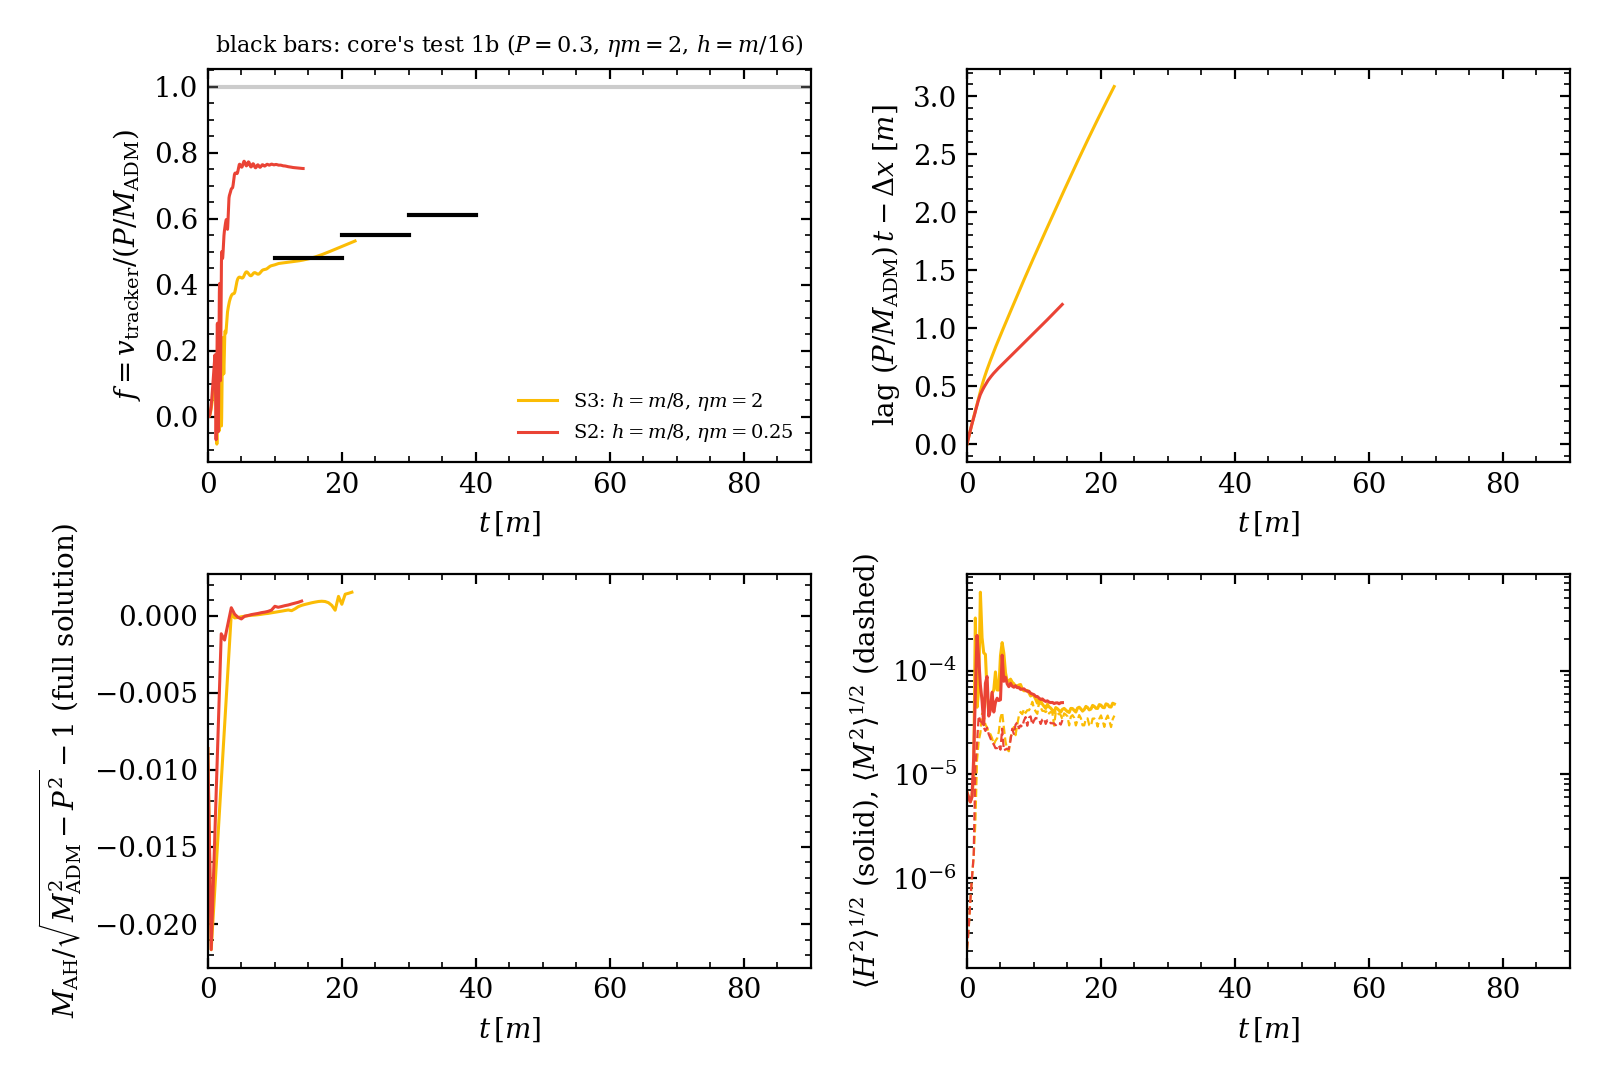 black bars: core's test 1b (P = 0.3, ηm = 2, h = m/16)
f = v_tracker/(P/M_ADM)
1.0
0.8
0.6
0.4
0.2
0.0
S3: h = m/8, ηm = 2
S2: h = m/8, ηm = 0.25
0 20 40 60 80
t [m]
lag (P/M_ADM) t − Δx [m]
3.0
2.5
2.0
1.5
1.0
0.5
0.0
0 20 40 60 80
t [m]
M_AH/√(M²_ADM − P²) − 1 (full solution)
0.000
−0.005
−0.010
−0.015
−0.020
0 20 40 60 80
t [m]
⟨H²⟩^1/2 (solid), ⟨M²⟩^1/2 (dashed)
10⁻⁴
10⁻⁵
10⁻⁶
0 20 40 60 80
t [m]